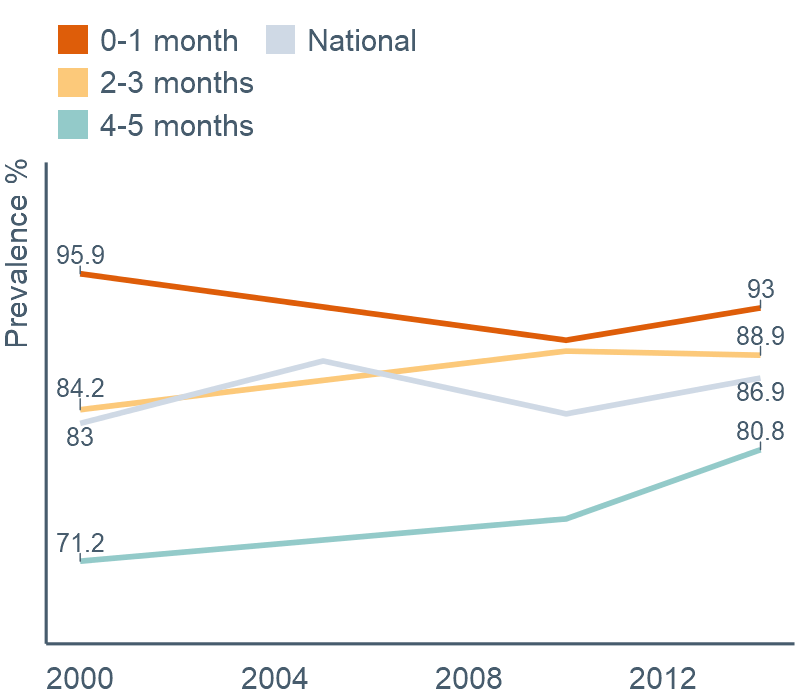 0-1 month
National
2-3 months
4-5 months
Prevalence %
95.9
93
88.9
84.2
86.9
83
80.8
71.2
2000 2004 2008 2012